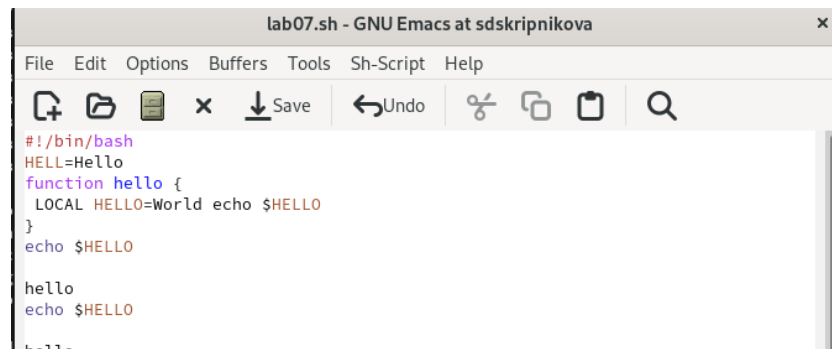 lab07.sh - GNU Emacs at sdskripnikova
File Edit Options Buffers Tools Sh-Script Help
Save Undo
#!/bin/bash
HELL=Hello
function hello {
 LOCAL HELLO=World echo $HELLO
}
echo $HELLO
hello
echo $HELLO